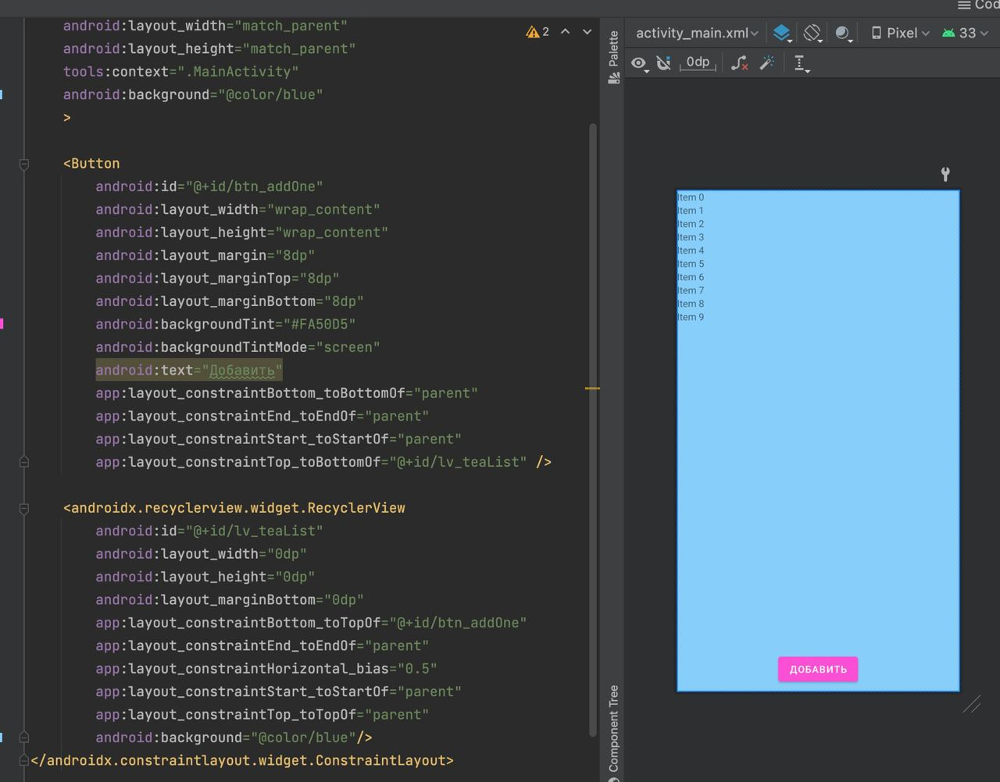 Cod
android:layout_width="match_parent"
android:layout_height="match_parent"
tools:context=".MainActivity"
android:background="@color/blue"
>
<Button
android:id="@+id/btn_addOne"
android:layout_width="wrap_content"
android:layout_height="wrap_content"
android:layout_margin="8dp"
android:layout_marginTop="8dp"
android:layout_marginBottom="8dp"
android:backgroundTint="#FA50D5"
android:backgroundTintMode="screen"
android:text="Добавить"
app:layout_constraintBottom_toBottomOf="parent"
app:layout_constraintEnd_toEndOf="parent"
app:layout_constraintStart_toStartOf="parent"
app:layout_constraintTop_toBottomOf="@+id/lv_teaList" />
<androidx.recyclerview.widget.RecyclerView
android:id="@+id/lv_teaList"
android:layout_width="0dp"
android:layout_height="0dp"
android:layout_marginBottom="0dp"
app:layout_constraintBottom_toTopOf="@+id/btn_addOne"
app:layout_constraintEnd_toEndOf="parent"
app:layout_constraintHorizontal_bias="0.5"
app:layout_constraintStart_toStartOf="parent"
app:layout_constraintTop_toTopOf="parent"
android:background="@color/blue"/>
</androidx.constraintlayout.widget.ConstraintLayout>
2
Palette
Component Tree
activity_main.xml
Pixel
33
0dp
Item 0
Item 1
Item 2
Item 3
Item 4
Item 5
Item 6
Item 7
Item 8
Item 9
ДОБАВИТЬ